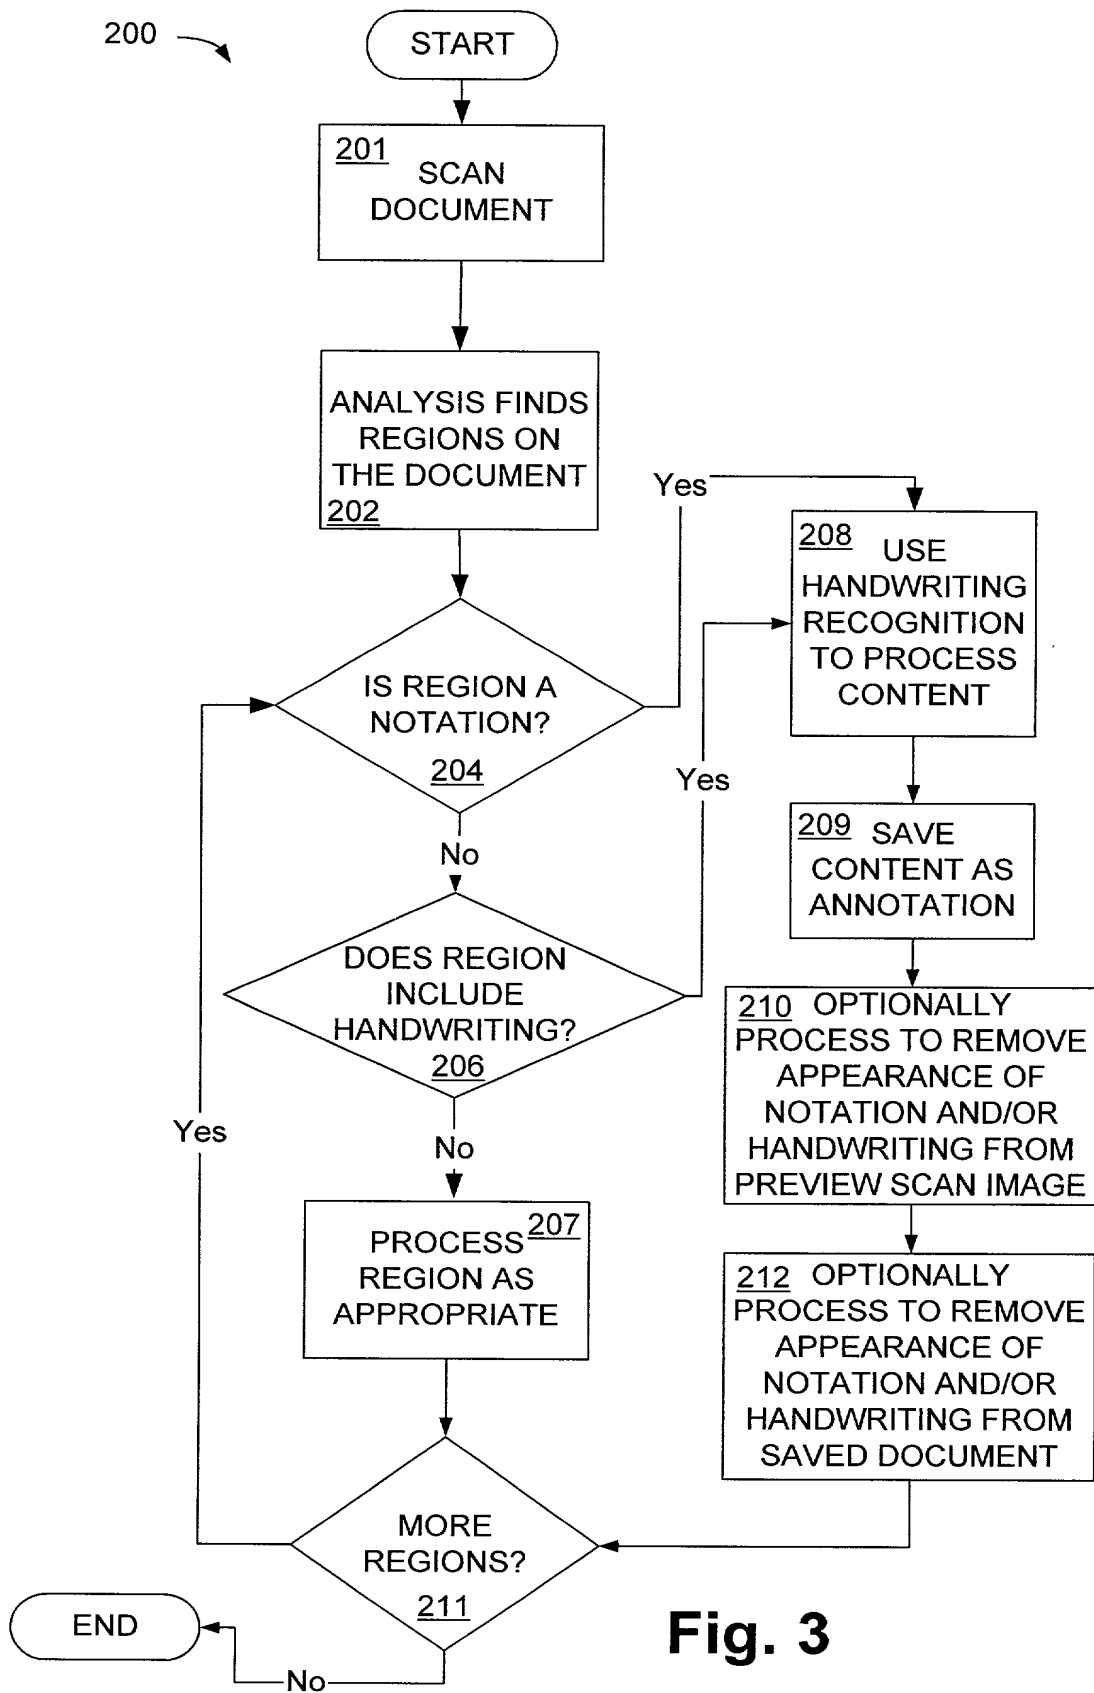 200
START
201
SCAN
DOCUMENT
ANALYSIS FINDS
REGIONS ON
THE DOCUMENT
202
Yes
208 USE
HANDWRITING
RECOGNITION
TO PROCESS
CONTENT
IS REGION A
NOTATION?
204
Yes
No
209 SAVE
CONTENT AS
ANNOTATION
DOES REGION
INCLUDE
HANDWRITING?
206
210 OPTIONALLY
PROCESS TO REMOVE
APPEARANCE OF
NOTATION AND/OR
HANDWRITING FROM
PREVIEW SCAN IMAGE
Yes
No
207
PROCESS
REGION AS
APPROPRIATE
212 OPTIONALLY
PROCESS TO REMOVE
APPEARANCE OF
NOTATION AND/OR
HANDWRITING FROM
SAVED DOCUMENT
MORE
REGIONS?
211
END
No
Fig. 3